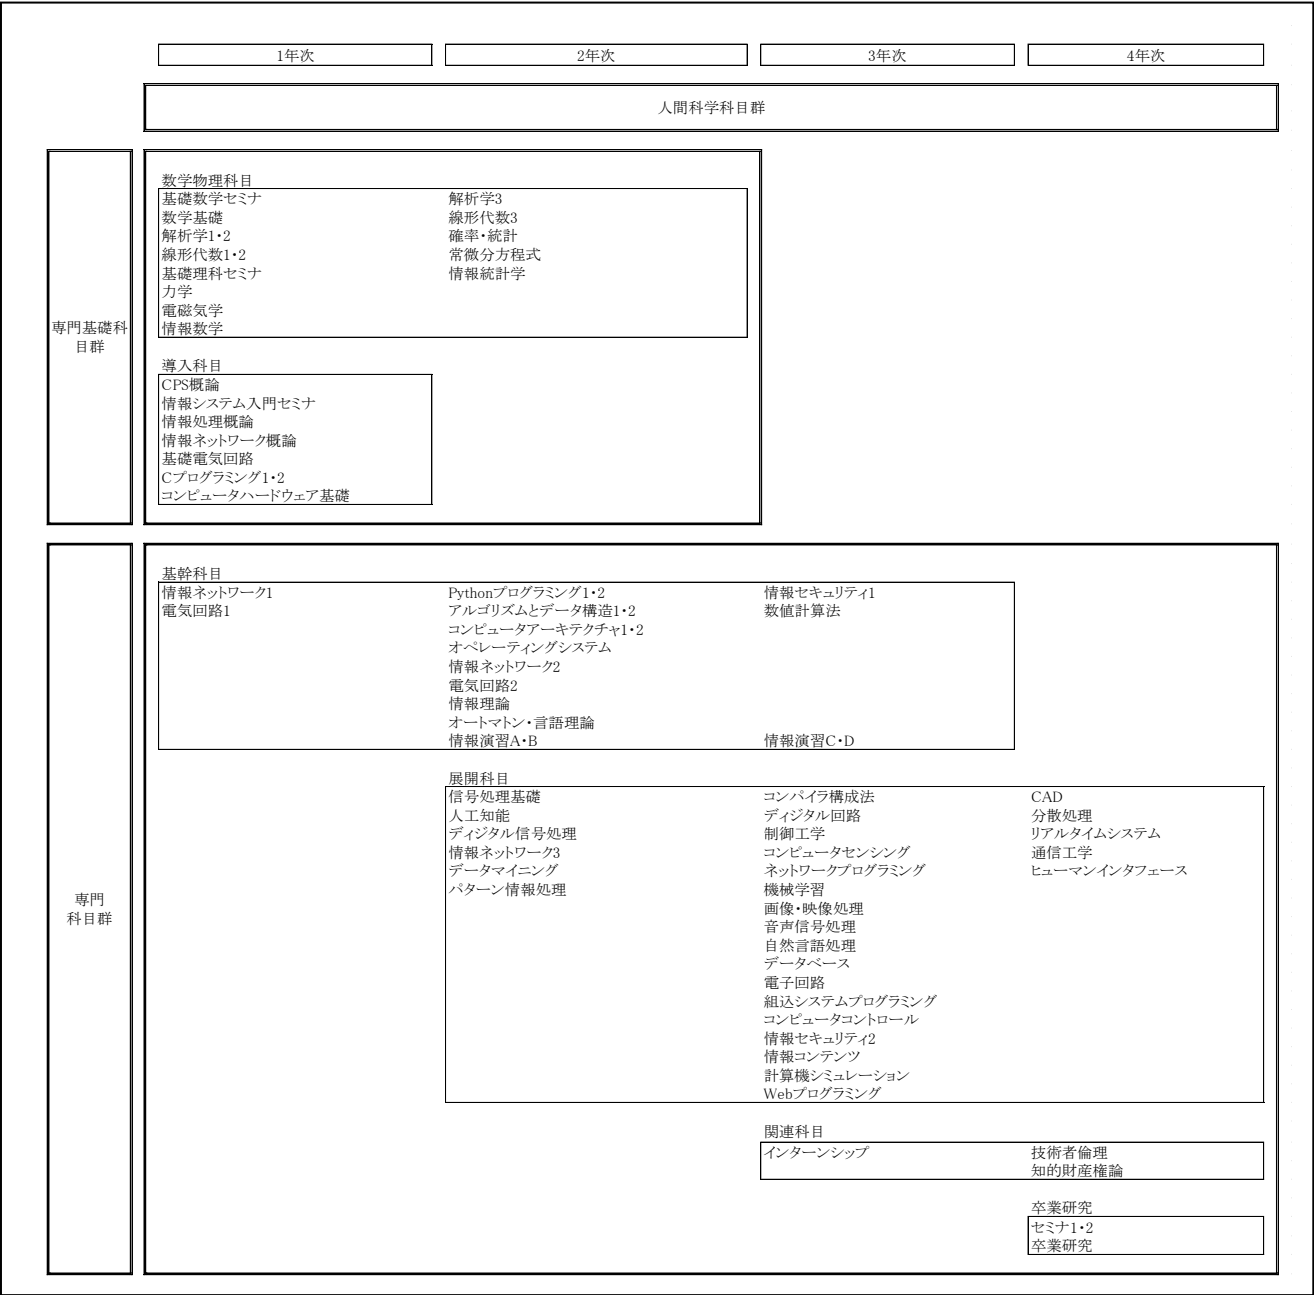 1年次
2年次
3年次
4年次
人間科学科目群
専門基礎科
目群
数学物理科目
基礎数学セミナ
数学基礎
解析学1・2
線形代数1・2
基礎理科セミナ
力学
電磁気学
情報数学
解析学3
線形代数3
確率・統計
常微分方程式
情報統計学
導入科目
CPS概論
情報システム入門セミナ
情報処理概論
情報ネットワーク概論
基礎電気回路
Cプログラミング1・2
コンピュータハードウェア基礎
専門
科目群
基幹科目
情報ネットワーク1
電気回路1
Pythonプログラミング1・2
アルゴリズムとデータ構造1・2
コンピュータアーキテクチャ1・2
オペレーティングシステム
情報ネットワーク2
電気回路2
情報理論
オートマトン・言語理論
情報演習A・B
情報セキュリティ1
数値計算法
情報演習C・D
展開科目
信号処理基礎
人工知能
ディジタル信号処理
情報ネットワーク3
データマイニング
パターン情報処理
コンパイラ構成法
ディジタル回路
制御工学
コンピュータセンシング
ネットワークプログラミング
機械学習
画像・映像処理
音声信号処理
自然言語処理
データベース
電子回路
組込システムプログラミング
コンピュータコントロール
情報セキュリティ2
情報コンテンツ
計算機シミュレーション
Webプログラミング
CAD
分散処理
リアルタイムシステム
通信工学
ヒューマンインタフェース
関連科目
インターンシップ
技術者倫理
知的財産権論
卒業研究
セミナ1・2
卒業研究